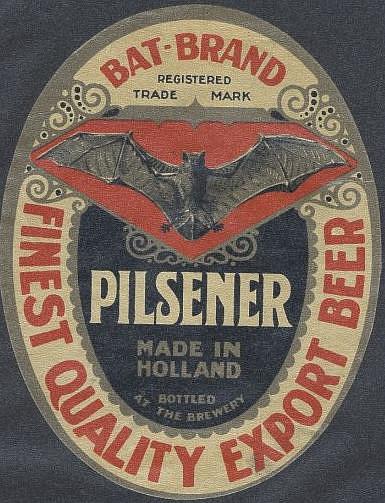 BAT-BRAND
REGISTERED
TRADE MARK
PILSENER
MADE IN
HOLLAND
BOTTLED
AT THE BREWERY
FINEST QUALITY EXPORT BEER